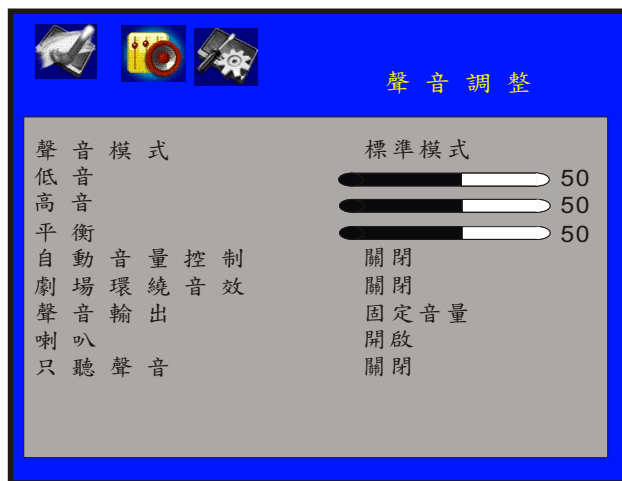 聲音調整
聲音模式 標準模式
低音 50
高音 50
平衡 50
自動音量控制 關閉
劇場環繞音效 關閉
聲音輸出 固定音量
喇叭 開啟
只聽聲音 關閉